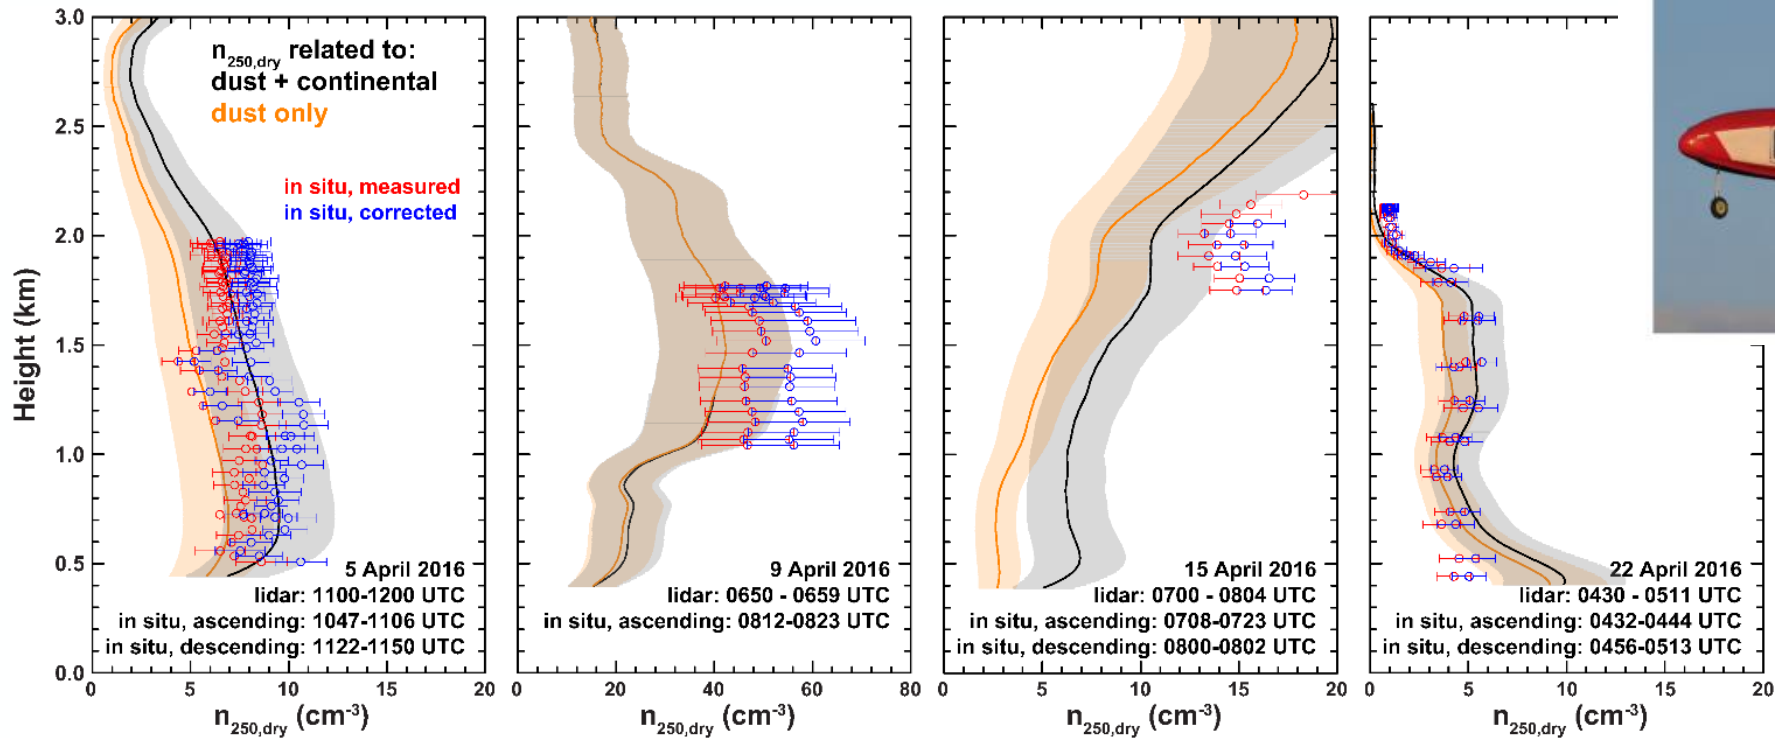 n250,dry related to:
dust + continental
dust only
in situ, measured
in situ, corrected
Height (km)
3.0
2.5
2.0
1.5
1.0
0.5
0.0
5 April 2016
lidar: 1100-1200 UTC
in situ, ascending: 1047-1106 UTC
in situ, descending: 1122-1150 UTC
0 5 10 15 20
n250,dry (cm-3)
9 April 2016
lidar: 0650 - 0659 UTC
in situ, ascending: 0812-0823 UTC
0 20 40 60 80
n250,dry (cm-3)
15 April 2016
lidar: 0700 - 0804 UTC
in situ, ascending: 0708-0723 UTC
in situ, descending: 0800-0802 UTC
5 10 15 20
n250,dry (cm-3)
22 April 2016
lidar: 0430 - 0511 UTC
in situ, ascending: 0432-0444 UTC
in situ, descending: 0456-0513 UTC
0 5 10 15 20
n250,dry (cm-3)